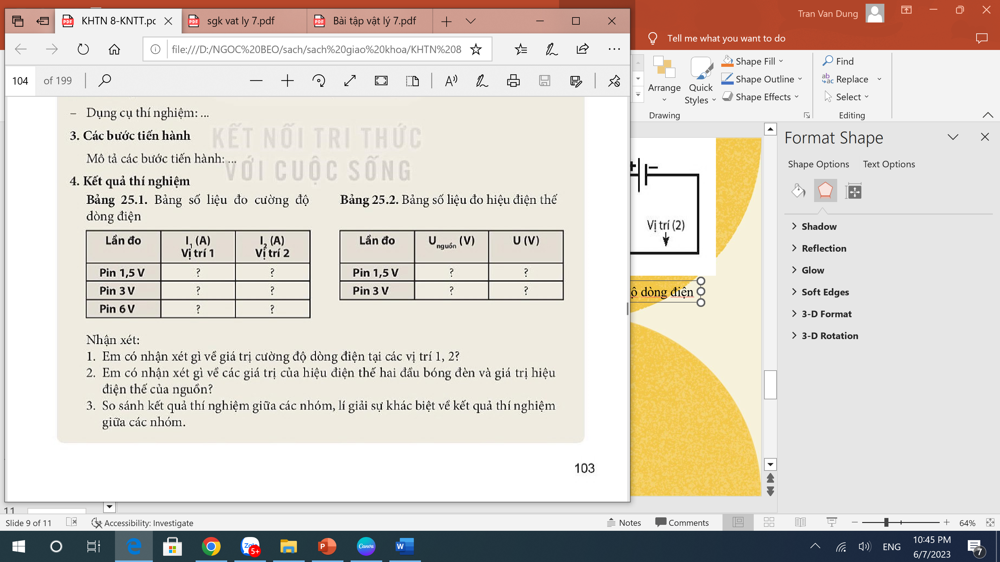 KHTN 8-KNTT.pc
sgk vat ly 7.pdf
Bài tập vật lý 7.pdf
Tran Van Dung
Tell me what you want to do
file:///D:/NGOC%20BEO/sach/sach%20giao%20khoa/KHTN%208
104 of 199
Arrange
Quick Styles
Shape Fill
Shape Outline
Shape Effects
Drawing
Find
Replace
Select
Editing
– Dụng cụ thí nghiệm: ...
KẾT NỐI TRI THỨC
VỚI CUỘC SỐNG
3. Các bước tiến hành
Mô tả các bước tiến hành: ...
4. Kết quả thí nghiệm
Bảng 25.1. Bảng số liệu đo cường độ
dòng điện
Lần đo I₁ (A) I₂ (A)
Vị trí 1 Vị trí 2
Pin 1,5 V ? ?
Pin 3 V ? ?
Pin 6 V ? ?
Bảng 25.2. Bảng số liệu đo hiệu điện thế
Lần đo U nguồn (V) U (V)
Pin 1,5 V ? ?
Pin 3 V ? ?
Nhận xét:
1. Em có nhận xét gì về giá trị cường độ dòng điện tại các vị trí 1, 2?
2. Em có nhận xét gì về các giá trị của hiệu điện thế hai đầu bóng đèn và giá trị hiệu
điện thế của nguồn?
3. So sánh kết quả thí nghiệm giữa các nhóm, lí giải sự khác biệt về kết quả thí nghiệm
giữa các nhóm.
103
+ −
Vị trí (2)
ộ dòng điện
Format Shape
Shape Options Text Options
Shadow
Reflection
Glow
Soft Edges
3-D Format
3-D Rotation
11
Slide 9 of 11
Accessibility: Investigate
Notes
Comments
64%
Zalo
5+
P
Canva
W
ENG
10:45 PM
6/7/2023
7